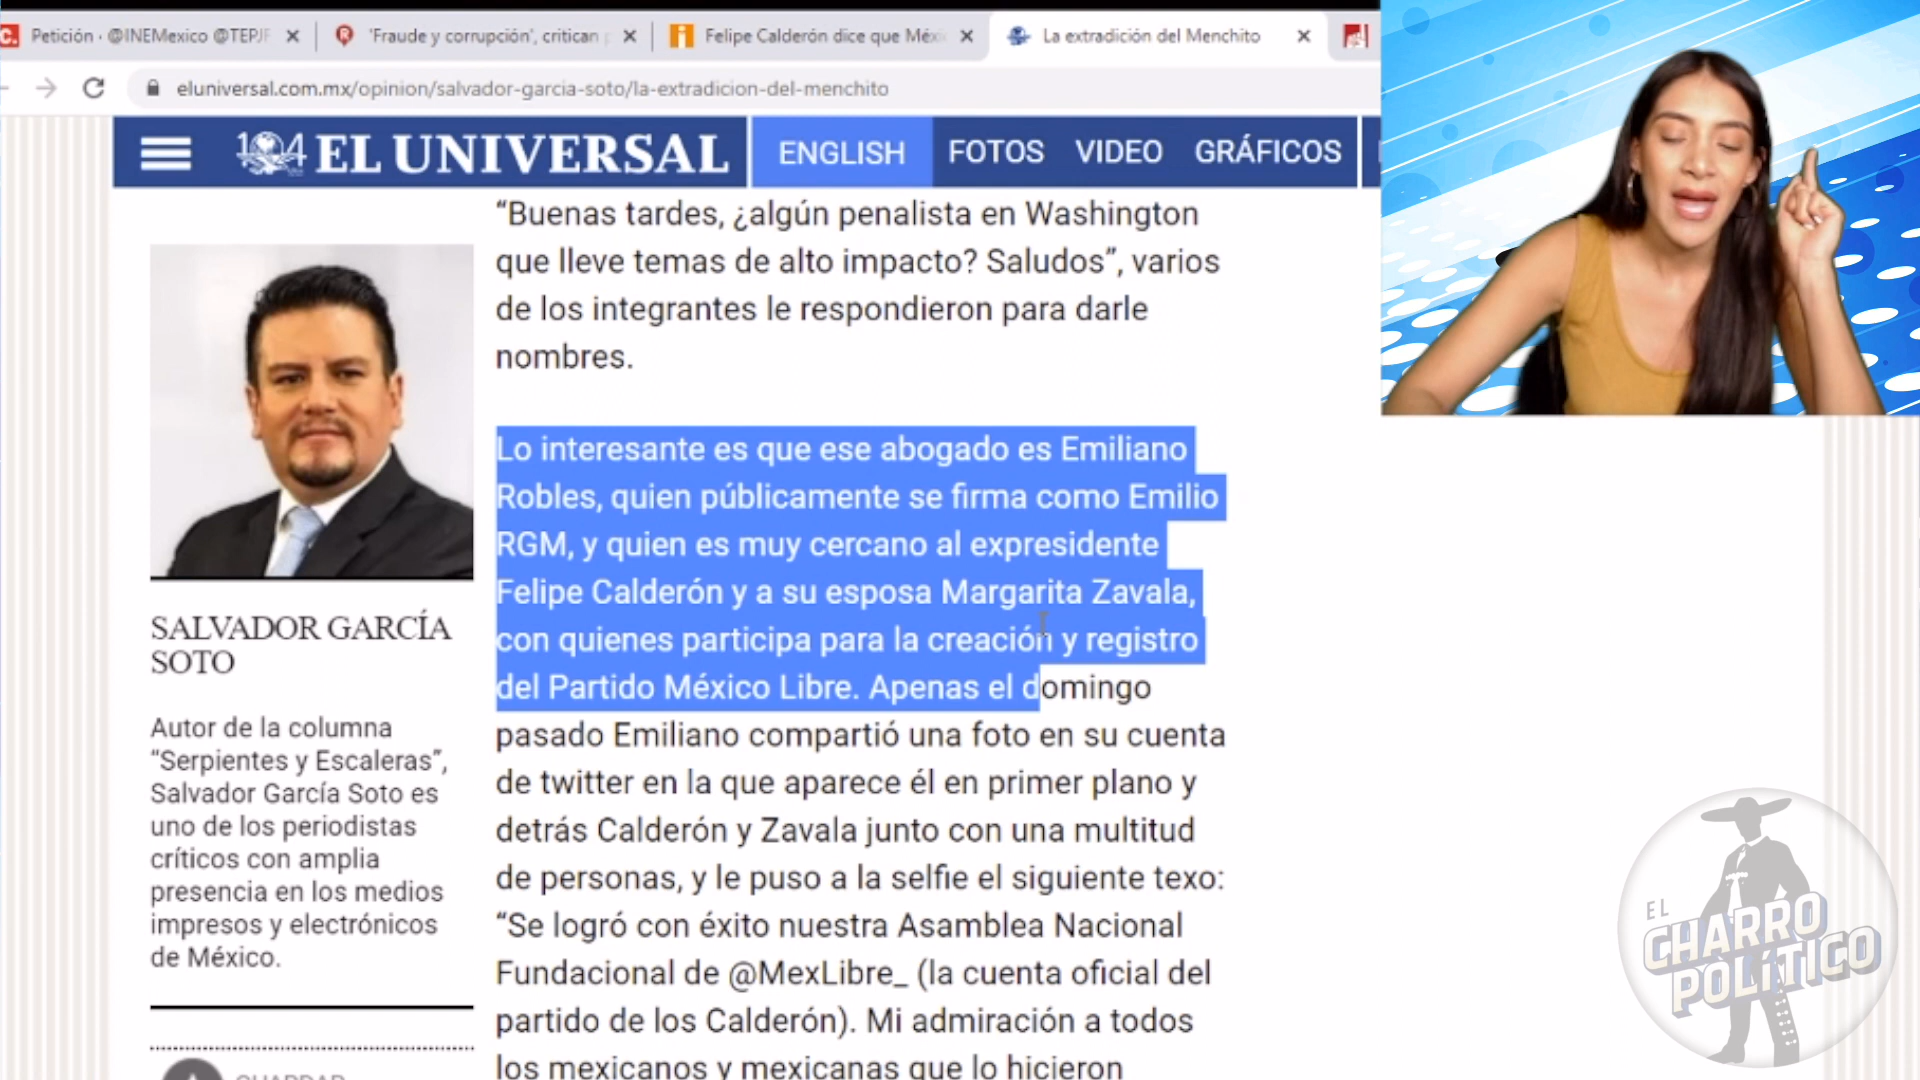 Petición · @INEMexico @TEPJF
'Fraude y corrupción', critican
Felipe Calderón dice que Méxi
La extradición del Menchito
eluniversal.com.mx/opinion/salvador-garcia-soto/la-extradicion-del-menchito
104 EL UNIVERSAL
ENGLISH
FOTOS
VIDEO
GRÁFICOS
“Buenas tardes, ¿algún penalista en Washington
que lleve temas de alto impacto? Saludos”, varios
de los integrantes le respondieron para darle
nombres.
Lo interesante es que ese abogado es Emiliano
Robles, quien públicamente se firma como Emilio
RGM, y quien es muy cercano al expresidente
Felipe Calderón y a su esposa Margarita Zavala,
con quienes participa para la creación y registro
del Partido México Libre. Apenas el domingo
pasado Emiliano compartió una foto en su cuenta
de twitter en la que aparece él en primer plano y
detrás Calderón y Zavala junto con una multitud
de personas, y le puso a la selfie el siguiente texo:
“Se logró con éxito nuestra Asamblea Nacional
Fundacional de @MexLibre_ (la cuenta oficial del
partido de los Calderón). Mi admiración a todos
los mexicanos y mexicanas que lo hicieron
SALVADOR GARCÍA
SOTO
Autor de la columna
“Serpientes y Escaleras”,
Salvador García Soto es
uno de los periodistas
críticos con amplia
presencia en los medios
impresos y electrónicos
de México.
GUARDAR
EL
CHARRO
POLÍTICO